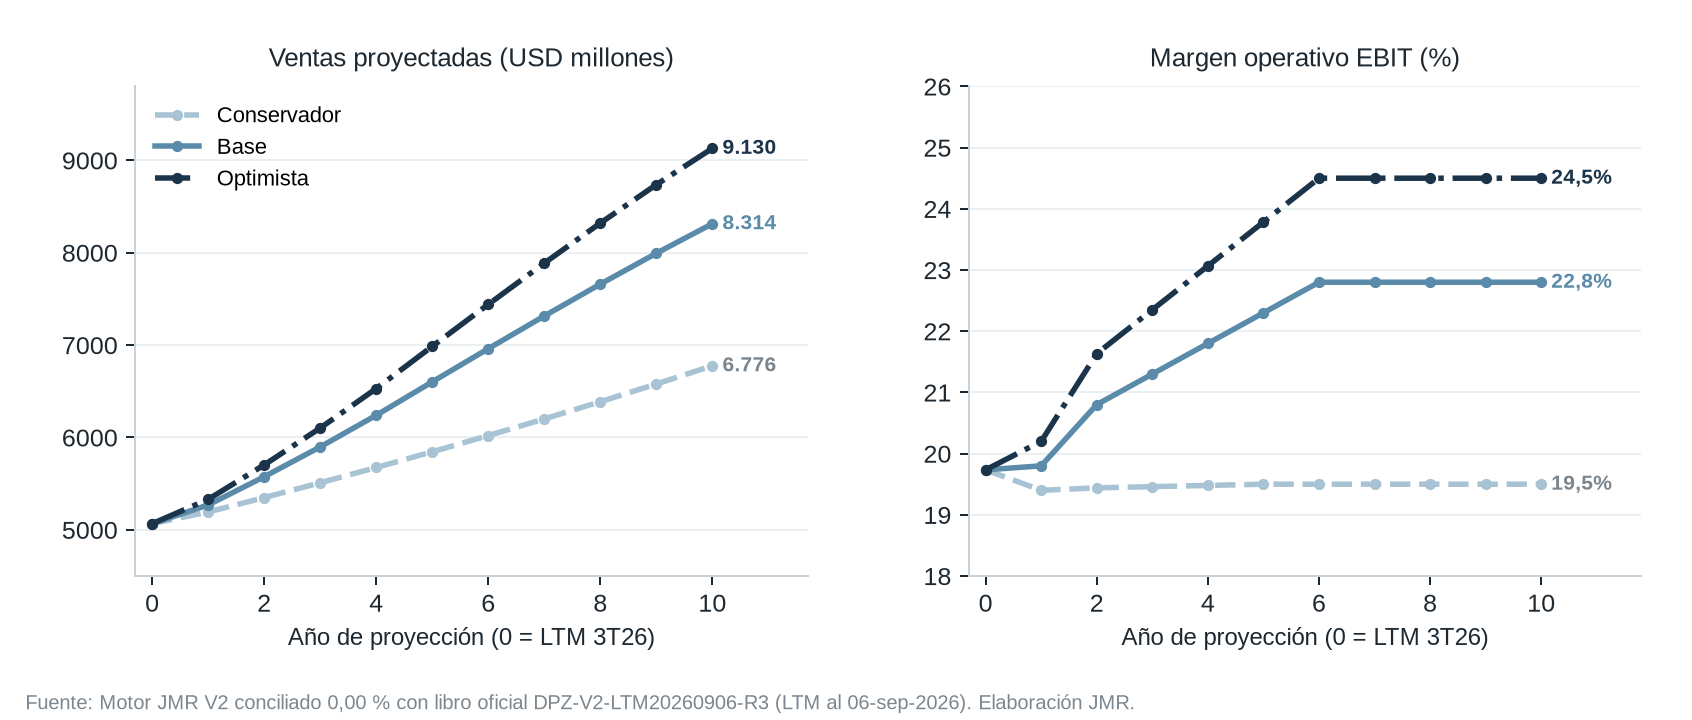 Ventas proyectadas (USD millones)
Conservador
Base
Optimista
9000
8000
7000
6000
5000
9.130
8.314
6.776
0 2 4 6 8 10
Año de proyección (0 = LTM 3T26)
Margen operativo EBIT (%)
26
25
24
23
22
21
20
19
18
24,5%
22,8%
19,5%
0 2 4 6 8 10
Año de proyección (0 = LTM 3T26)
Fuente: Motor JMR V2 conciliado 0,00 % con libro oficial DPZ-V2-LTM20260906-R3 (LTM al 06-sep-2026). Elaboración JMR.